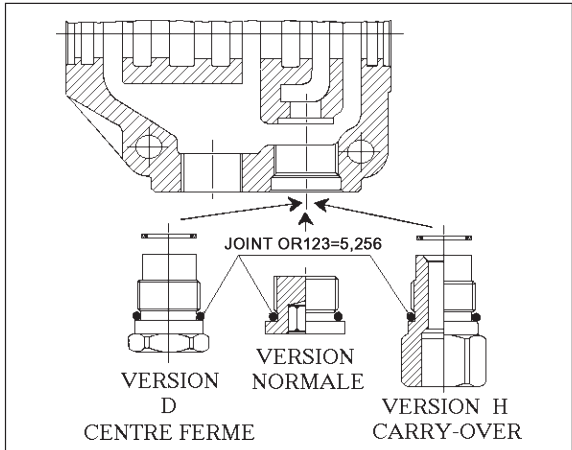 JOINT OR123=5,256
VERSION
D
CENTRE FERME
VERSION
NORMALE
VERSION H
CARRY-OVER